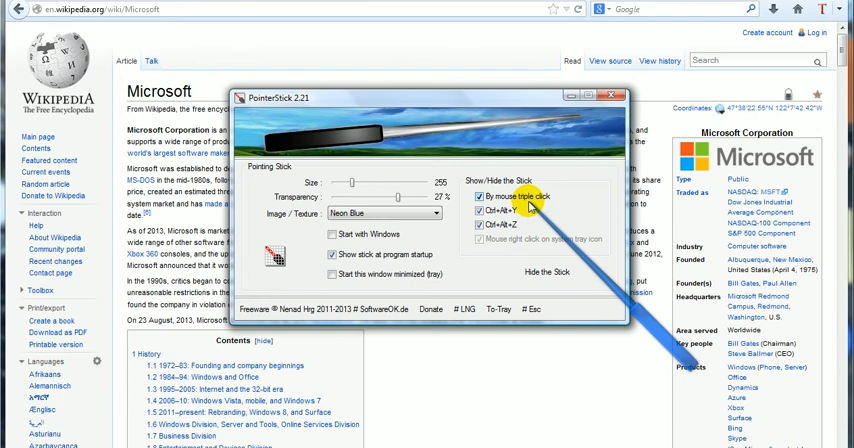 en.wikipedia.org/wiki/Microsoft
Google
Create account
Log in
Article
Talk
Read
View source
View history
Search
WIKIPEDIA
The Free Encyclopedia
Main page
Contents
Featured content
Current events
Random article
Donate to Wikipedia
Interaction
Help
About Wikipedia
Community portal
Recent changes
Contact page
Toolbox
Print/export
Create a book
Download as PDF
Printable version
Languages
Afrikaans
Alemannisch
አማርኛ
Ænglisc
العربية
Asturianu
Azərbaycanca
Microsoft
From Wikipedia, the free encyc
Coordinates: 47°38′22.55″N 122°7′42.42″W
Microsoft Corporation is an
supports a wide range of produ
world's largest software maker
Microsoft was established to de
MS-DOS in the mid-1980s, follow
price, created an estimated three
system market and has made a
dato.[6]
As of 2013, Microsoft is market
wide range of other software f
Xbox 360 consoles, and into the
Microsoft announced that it wou
In the 1990s, critics began to co
unreasonable restrictions in the
On 23 August, 2013, Microsoft
Contents [hide]
1 History
1.1 1972–83: Founding and company beginnings
1.2 1984–94: Windows and Office
1.3 1995–2005: Internet and the 32-bit era
1.4 2006–10: Windows Vista, mobile, and Windows 7
1.5 2011–present: Rebranding, Windows 8, and Surface
1.6 Windows Division, Server and Tools, Online Services Division
1.7 Business Division
PointerStick 2.21
Pointing Stick
Size : 255
Transparency : 27 %
Image / Texture : Neon Blue
Start with Windows
Show stick at program startup
Start this window minimized (tray)
Show/Hide the Stick
By mouse triple click
Ctrl+Alt+Y
Ctrl+Alt+Z
Mouse right click on system tray icon
Hide the Stick
Freeware © Nenad Hrg 2011-2013 # SoftwareOK.de Donate # LNG To-Tray # Esc
Microsoft Corporation
Microsoft
Type Public
Traded as NASDAQ: MSFT
Dow Jones Industrial
Average Component
NASDAQ-100 Component
S&P 500 Component
Industry Computer software
Founded Albuquerque, New Mexico,
United States (April 4, 1975)
Founder(s) Bill Gates, Paul Allen
Headquarters Microsoft Redmond
Campus, Redmond,
Washington, U.S.
Area served Worldwide
Key people Bill Gates (Chairman)
Steve Ballmer (CEO)
Products Windows (Phone, Server)
Office
Dynamics
Azure
Xbox
Surface
Bing
Skype